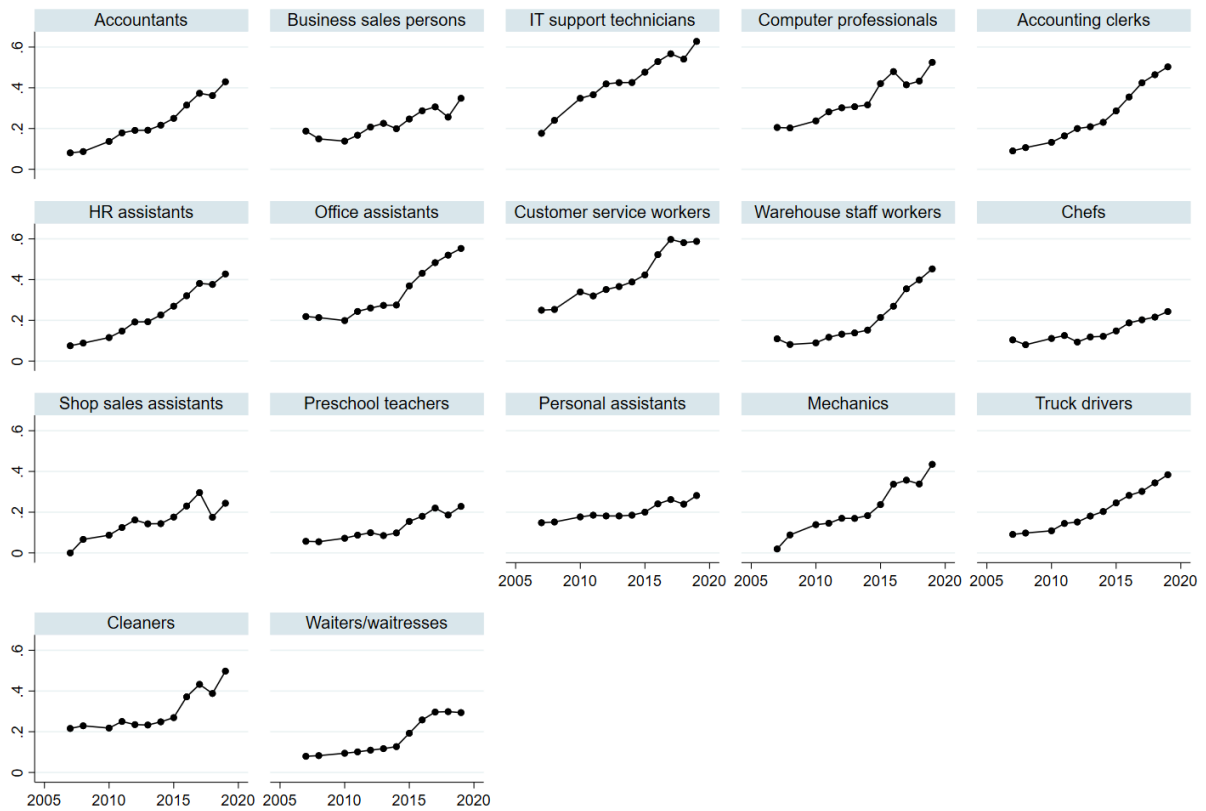 Accountants Business sales persons IT support technicians Computer professionals Accounting clerks
.6
.4
.2
0
HR assistants Office assistants Customer service workers Warehouse staff workers Chefs
.6
.4
.2
0
Shop sales assistants Preschool teachers Personal assistants Mechanics Truck drivers
.6
.4
.2
0
2005 2010 2015 2020 2005 2010 2015 2020 2005 2010 2015 2020
Cleaners Waiters/waitresses
.6
.4
.2
0
2005 2010 2015 2020 2005 2010 2015 2020